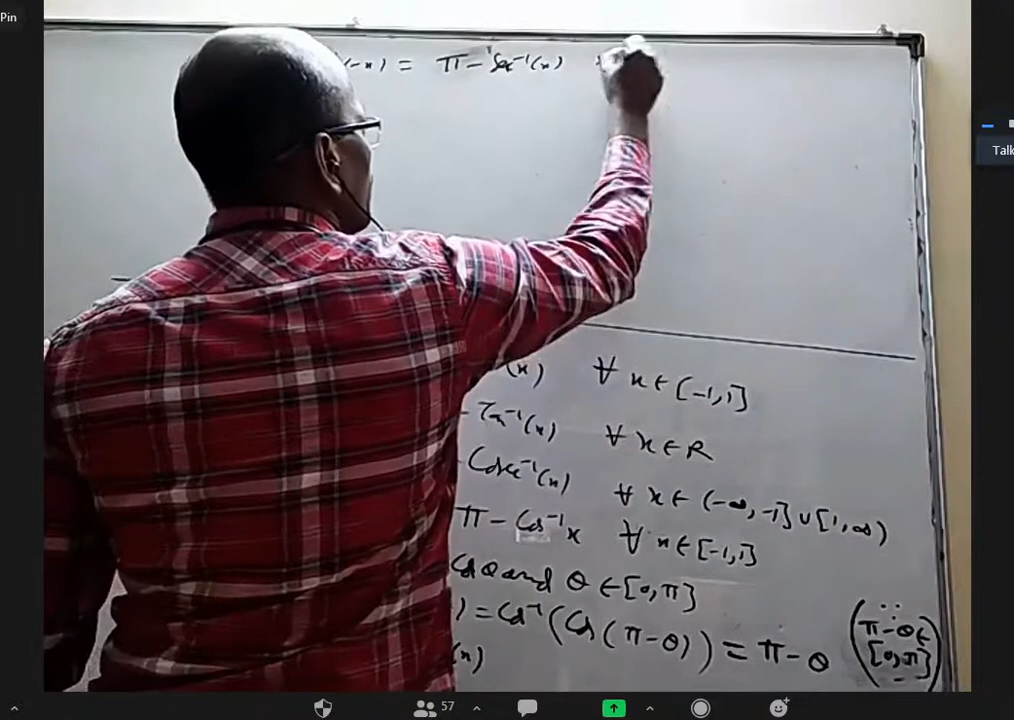 Pin
(-x) = π - Sec⁻¹(x)
Talk
(x) ∀ x ∈ [-1,1]
- Tan⁻¹(x) ∀ x ∈ R
- Cosec⁻¹(x) ∀ x ∈ (-∞,-1] ∪ [1,∞)
π - Cos⁻¹x ∀ x ∈ [-1,1]
Cosθ and θ ∈ [0,π]
) = Cos⁻¹(Cos(π-θ)) = π-θ (∵ π-θ ∈ [0,π])
(x)
57